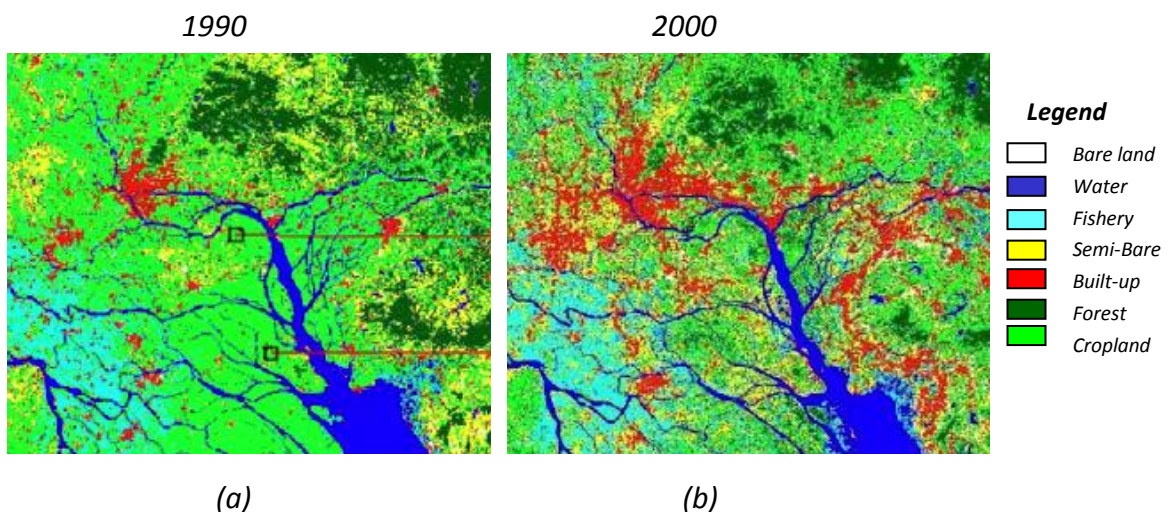 1990
2000
Legend
Bare land
Water
Fishery
Semi-Bare
Built-up
Forest
Cropland
(a)
(b)